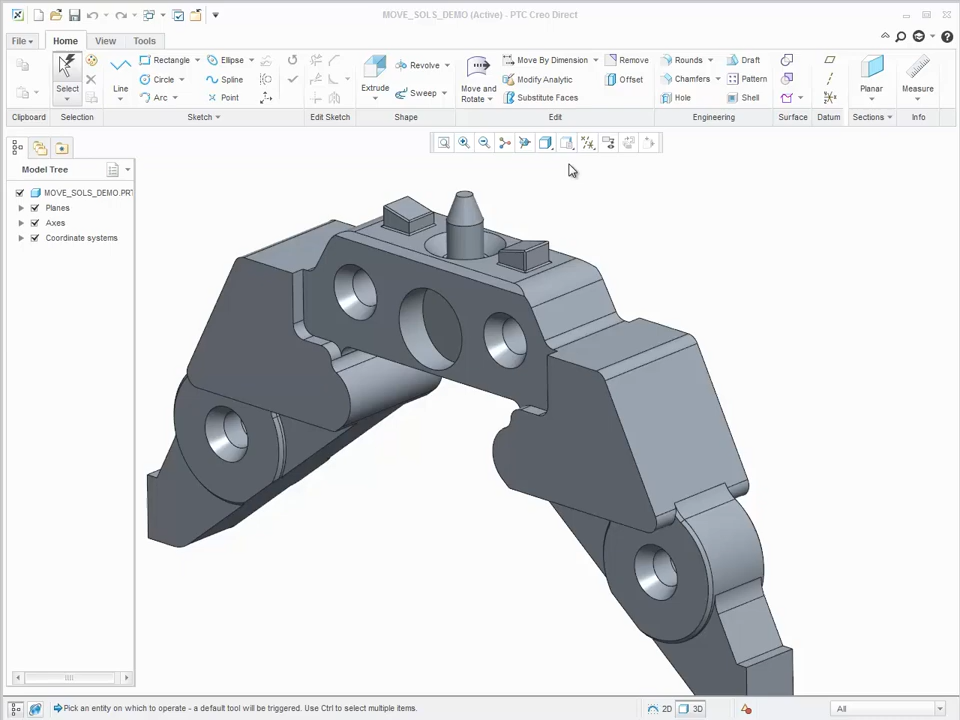 MOVE_SOLS_DEMO (Active) - PTC Creo Direct
File Home View Tools
Rectangle Ellipse
Circle Spline
Arc Point
Select Line
Revolve
Sweep
Extrude
Move and
Rotate
Move By Dimension Remove
Modify Analytic Offset
Substitute Faces
Rounds Draft
Chamfers Pattern
Hole Shell
Planar Measure
Clipboard Selection Sketch Edit Sketch Shape Edit Engineering Surface Datum Sections Info
Model Tree
MOVE_SOLS_DEMO.PRT
Planes
Axes
Coordinate systems
Pick an entity on which to operate - a default tool will be triggered. Use Ctrl to select multiple items.
2D 3D All